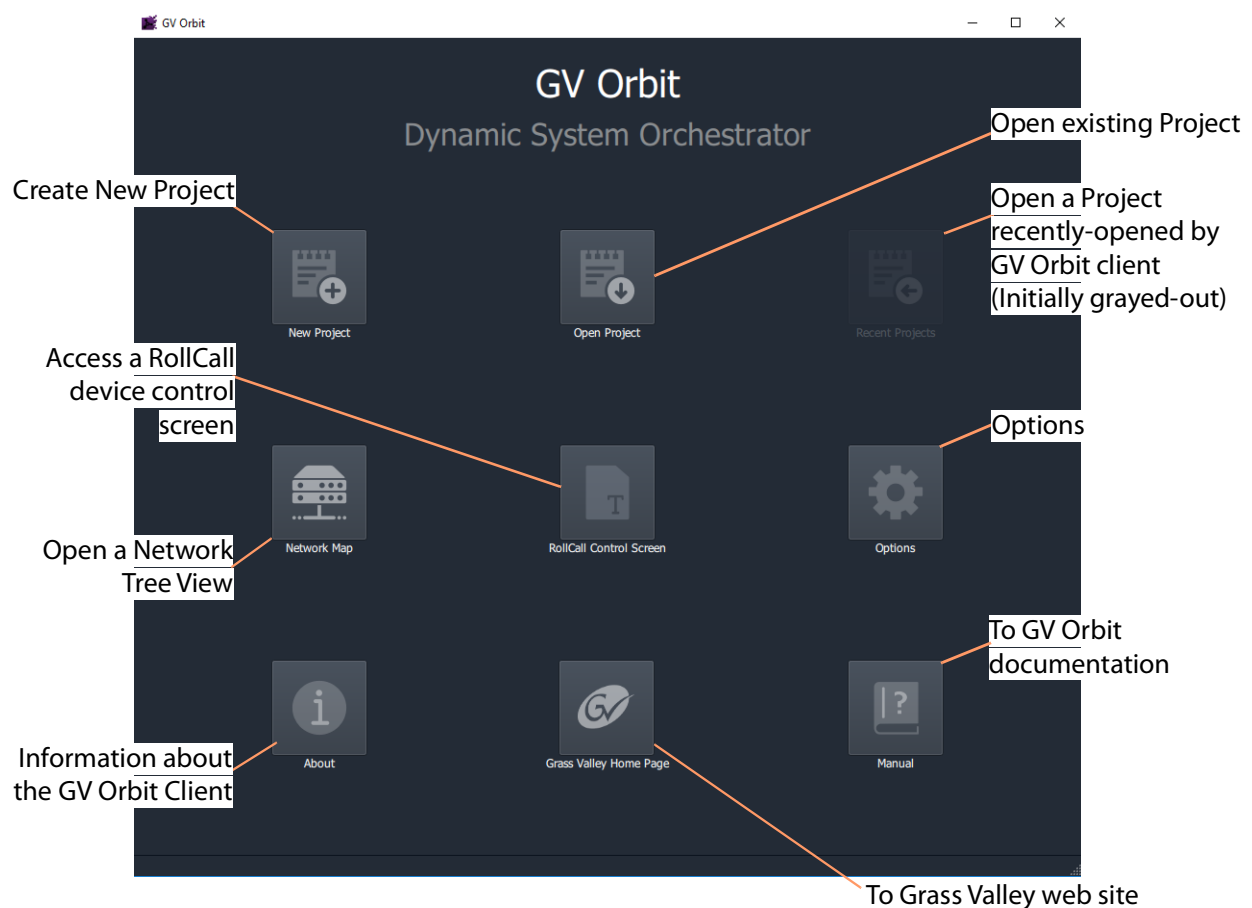 GV Orbit
GV Orbit
Dynamic System Orchestrator
Open existing Project
Create New Project
Open a Project
recently-opened by
GV Orbit client
(Initially grayed-out)
New Project
Open Project
Recent Projects
Access a RollCall
device control
screen
Options
T
Network Map
RollCall Control Screen
Options
Open a Network
Tree View
To GV Orbit
documentation
i
GV
?
Information about
the GV Orbit Client
About
Grass Valley Home Page
Manual
To Grass Valley web site